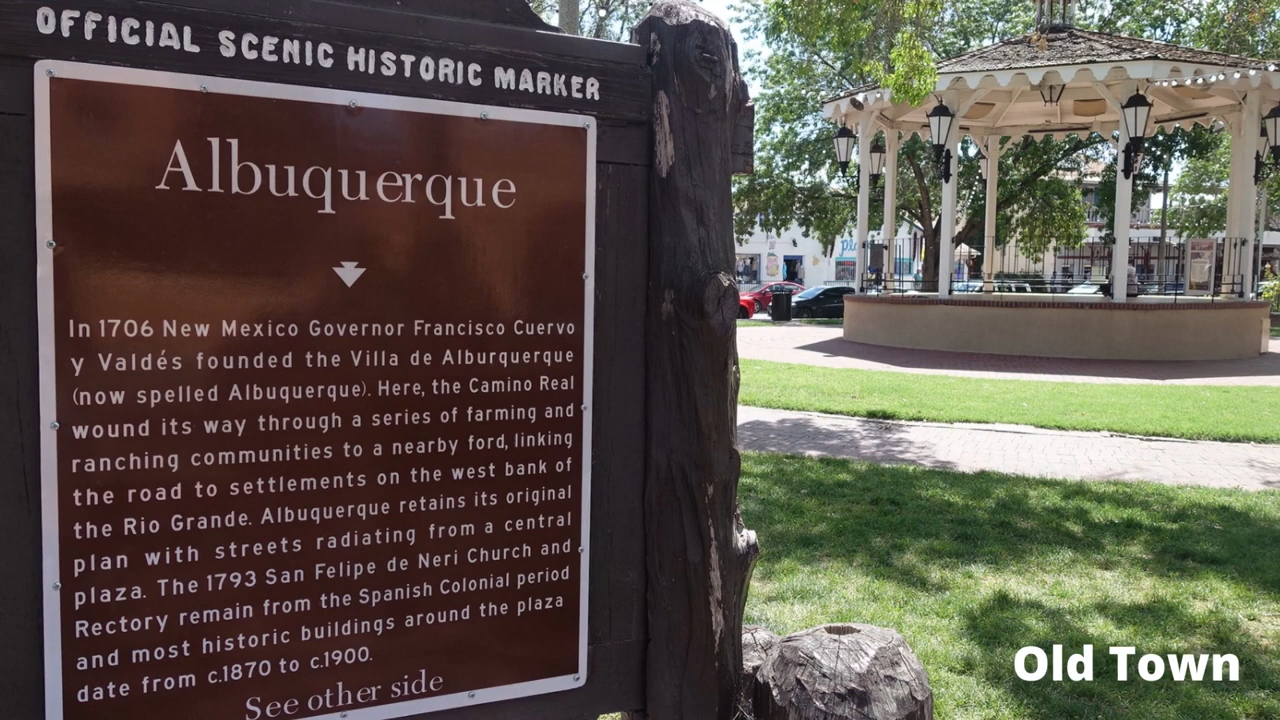 OFFICIAL SCENIC HISTORIC MARKER
Albuquerque
In 1706 New Mexico Governor Francisco Cuervo
y Valdés founded the Villa de Alburquerque
(now spelled Albuquerque). Here, the Camino Real
wound its way through a series of farming and
ranching communities to a nearby ford, linking
the road to settlements on the west bank of
the Rio Grande. Albuquerque retains its original
plan with streets radiating from a central
plaza. The 1793 San Felipe de Neri Church and
Rectory remain from the Spanish Colonial period
and most historic buildings around the plaza
date from c.1870 to c.1900.
See other side
Old Town